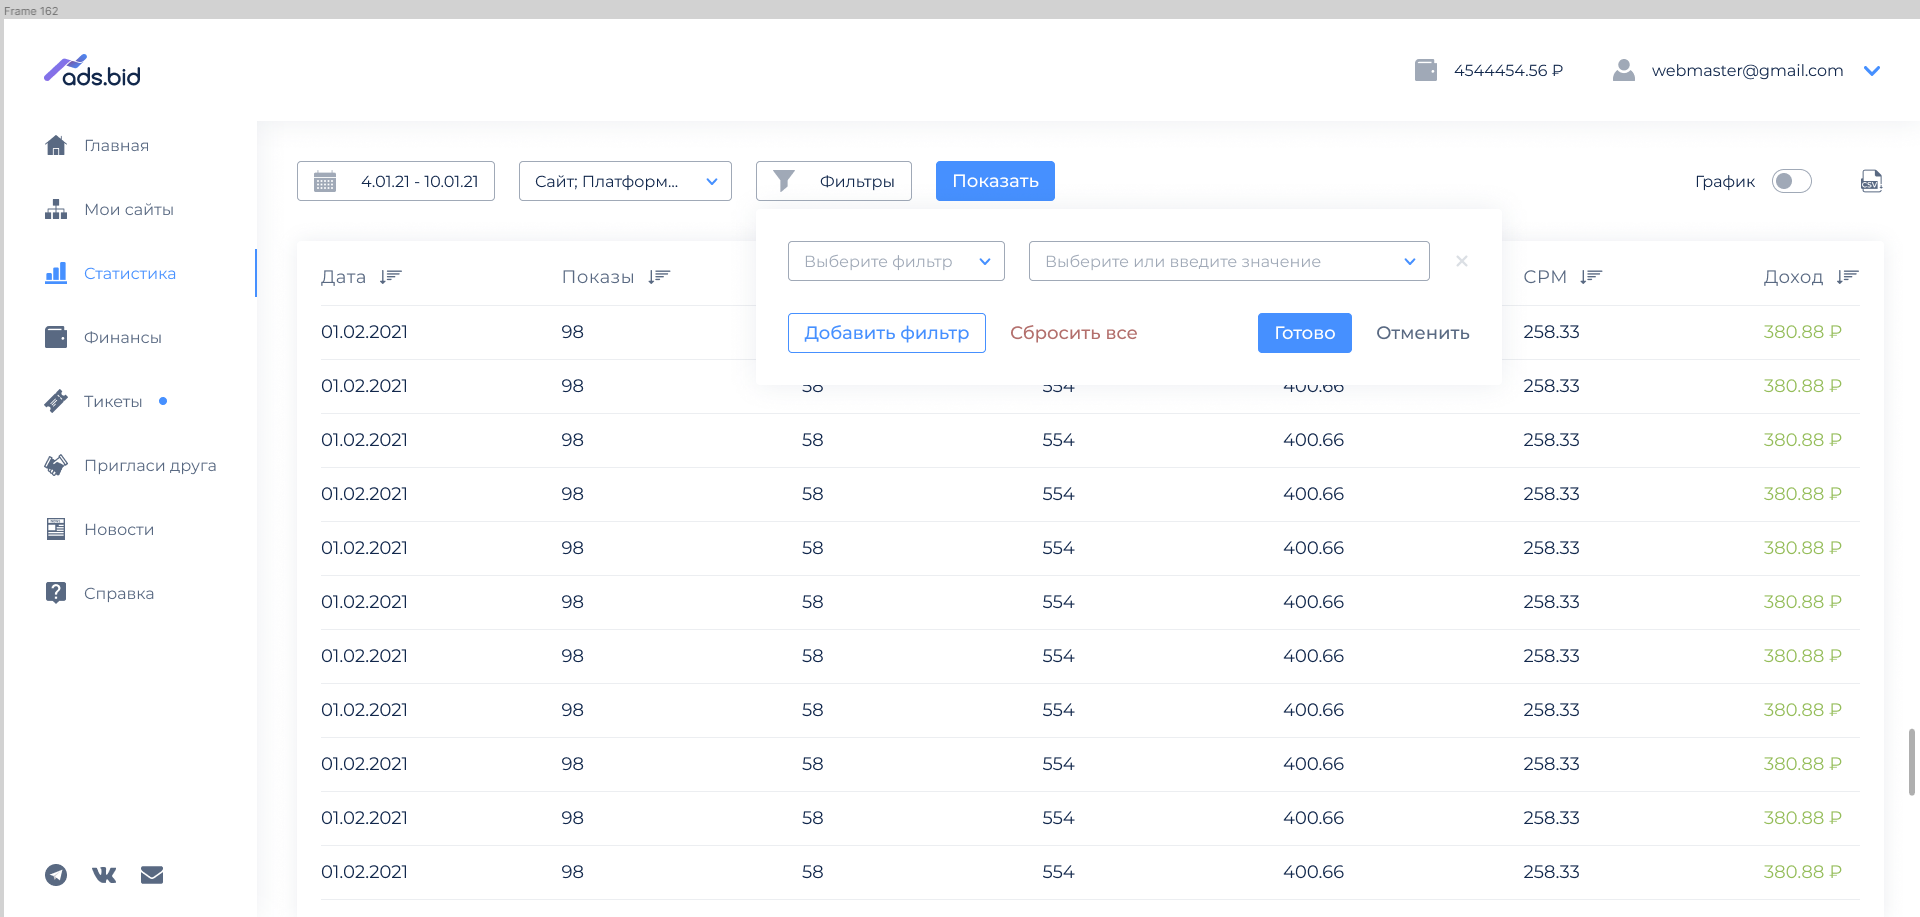 Frame 162
ads.bid
4544454.56 ₽
webmaster@gmail.com
Главная
Мои сайты
Статистика
Финансы
Тикеты
Пригласи друга
Новости
Справка
4.01.21 - 10.01.21
Сайт; Платформ...
Фильтры
Показать
График
CSV
Выберите фильтр
Выберите или введите значение
Добавить фильтр
Сбросить все
Готово
Отменить
Дата Показы CPM Доход
01.02.2021 98 258.33 380.88 ₽
01.02.2021 98 58 554 400.66 258.33 380.88 ₽
01.02.2021 98 58 554 400.66 258.33 380.88 ₽
01.02.2021 98 58 554 400.66 258.33 380.88 ₽
01.02.2021 98 58 554 400.66 258.33 380.88 ₽
01.02.2021 98 58 554 400.66 258.33 380.88 ₽
01.02.2021 98 58 554 400.66 258.33 380.88 ₽
01.02.2021 98 58 554 400.66 258.33 380.88 ₽
01.02.2021 98 58 554 400.66 258.33 380.88 ₽
01.02.2021 98 58 554 400.66 258.33 380.88 ₽
01.02.2021 98 58 554 400.66 258.33 380.88 ₽